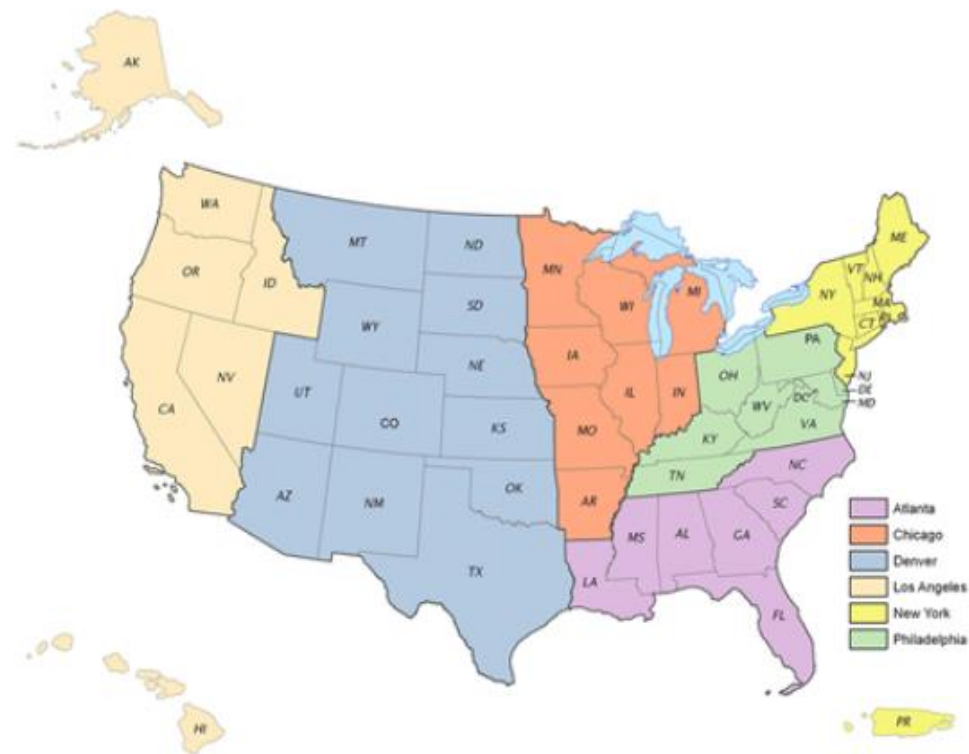 AK
WA
MT
ND
MN
ME
VT
NH
OR
ID
WI
MI
NY
MA
SD
CT
RI
WY
IA
PA
NV
NE
OH
NJ
UT
IL
IN
DE
CA
CO
WV
DC
MD
KS
MO
KY
VA
TN
NC
AZ
NM
OK
AR
SC
MS
AL
GA
TX
LA
FL
Atlanta
Chicago
Denver
Los Angeles
New York
Philadelphia
HI
PR